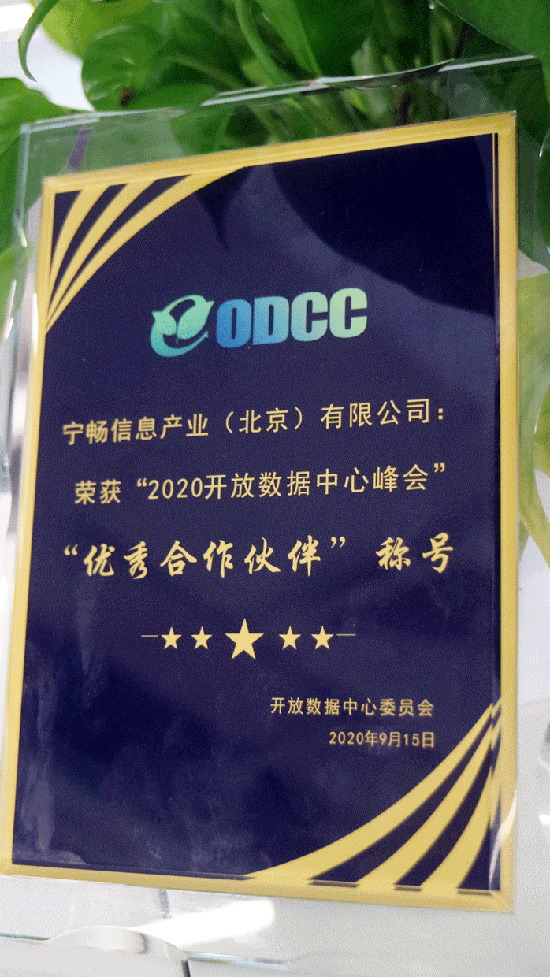 ODCC
宁畅信息产业（北京）有限公司：
荣获“2020开放数据中心峰会”
“优秀合作伙伴”称号
开放数据中心委员会
2020年9月15日